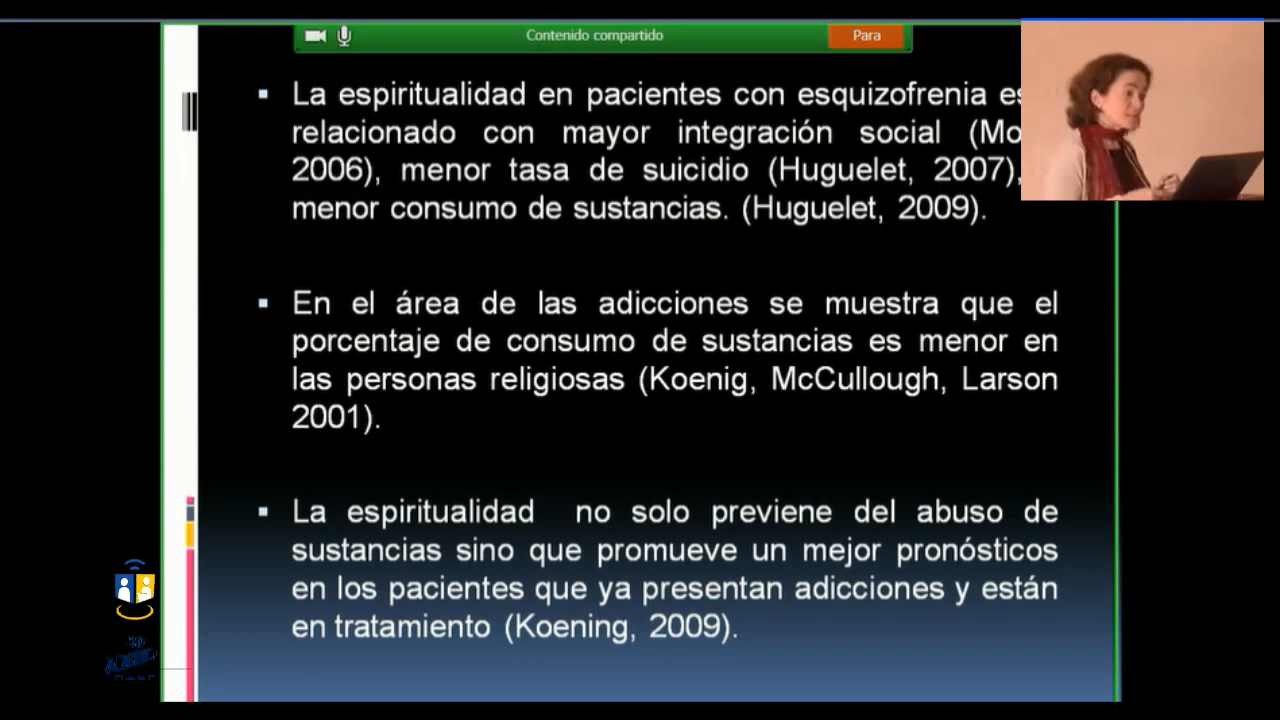 Contenido compartido
Para
La espiritualidad en pacientes con esquizofrenia
relacionado con mayor integración social
2006), menor tasa de suicidio (Huguelet, 2007),
menor consumo de sustancias. (Huguelet, 2009).
En el área de las adicciones se muestra que el
porcentaje de consumo de sustancias es menor en
las personas religiosas (Koenig, McCullough, Larson
2001).
La espiritualidad no solo previene del abuso de
sustancias sino que promueve un mejor pronósticos
en los pacientes que ya presentan adicciones y están
en tratamiento (Koening, 2009).